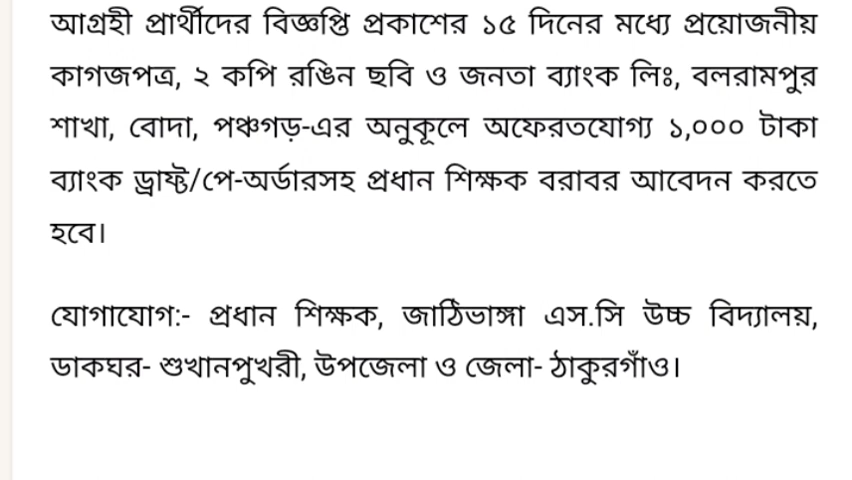 আগ্রহী প্রার্থীদের বিজ্ঞপ্তি প্রকাশের ১৫ দিনের মধ্যে প্রয়োজনীয়
কাগজপত্র, ২ কপি রঙিন ছবি ও জনতা ব্যাংক লিঃ, বলরামপুর
শাখা, বোদা, পঞ্চগড়-এর অনুকূলে অফেরতযোগ্য ১,০০০ টাকা
ব্যাংক ড্রাফ্ট/পে-অর্ডারসহ প্রধান শিক্ষক বরাবর আবেদন করতে
হবে।
যোগাযোগ:- প্রধান শিক্ষক, জাঠিভাঙ্গা এস.সি উচ্চ বিদ্যালয়,
ডাকঘর- শুখানপুখরী, উপজেলা ও জেলা- ঠাকুরগাঁও।